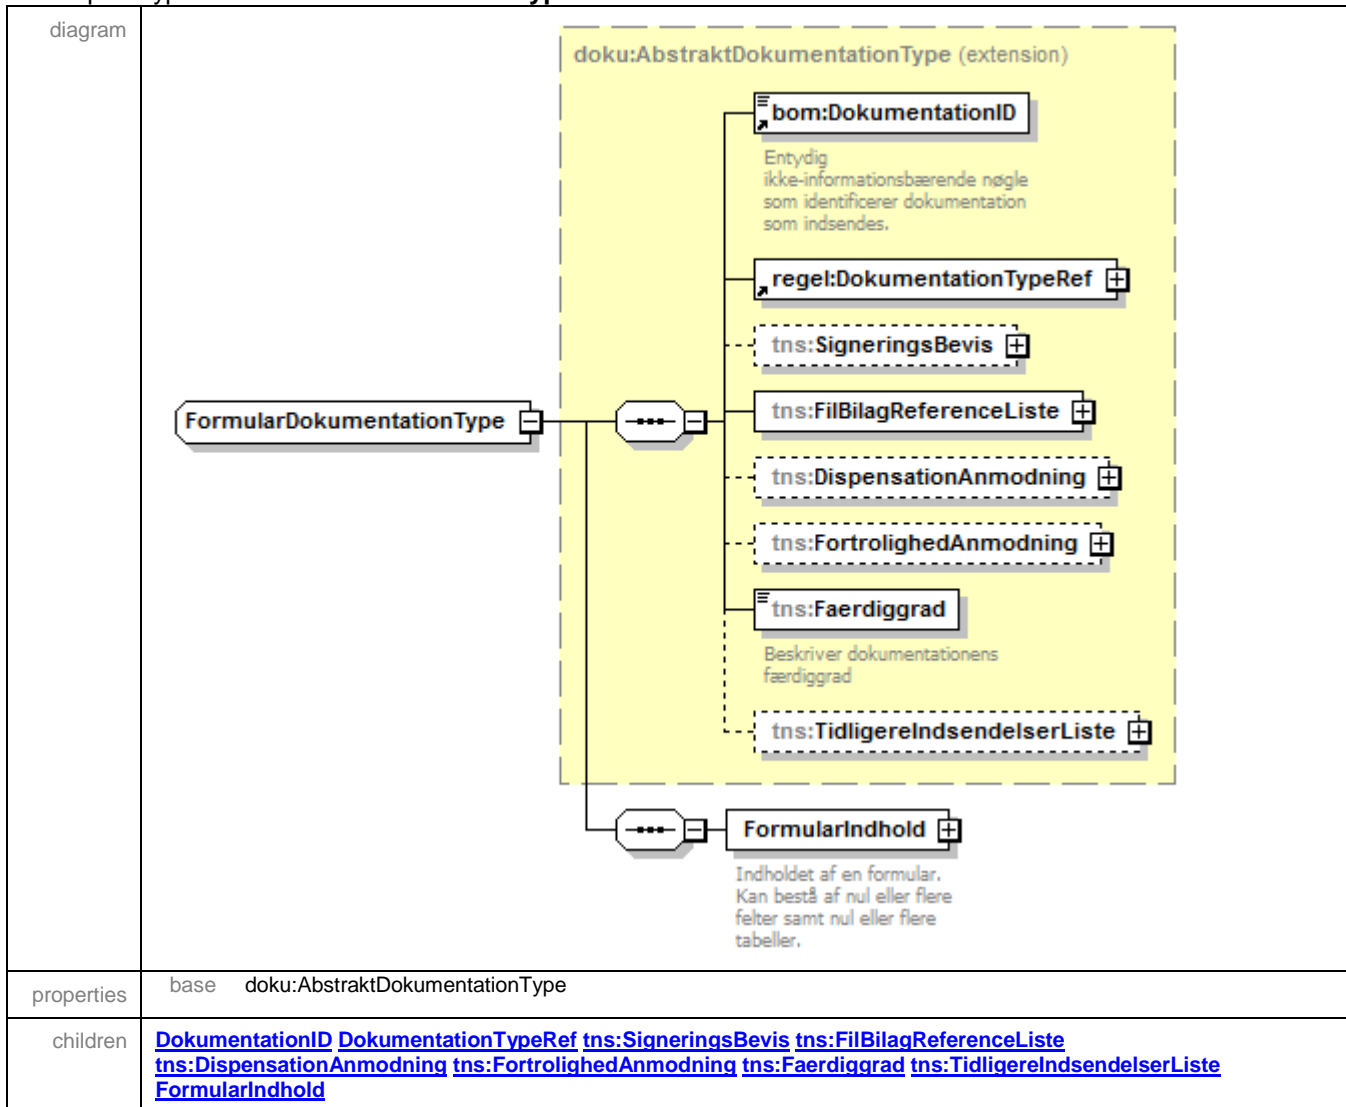 diagram
doku:AbstraktDokumentationType (extension)
bom:DokumentationID
Entydig
ikke-informationsbærende nøgle
som identificerer dokumentation
som indsendes.
regel:DokumentationTypeRef
tns:SigneringsBevis
tns:FilBilagReferenceListe
FormularDokumentationType
tns:DispensationAnmodning
tns:FortrolighedAnmodning
tns:Faerdiggrad
Beskriver dokumentationens
færdiggrad
tns:TidligereIndsendelserListe
FormularIndhold
Indholdet af en formular.
Kan bestå af nul eller flere
felter samt nul eller flere
tabeller.
properties
base doku:AbstraktDokumentationType
children
DokumentationID DokumentationTypeRef tns:SigneringsBevis tns:FilBilagReferenceListe
tns:DispensationAnmodning tns:FortrolighedAnmodning tns:Faerdiggrad tns:TidligereIndsendelserListe
FormularIndhold